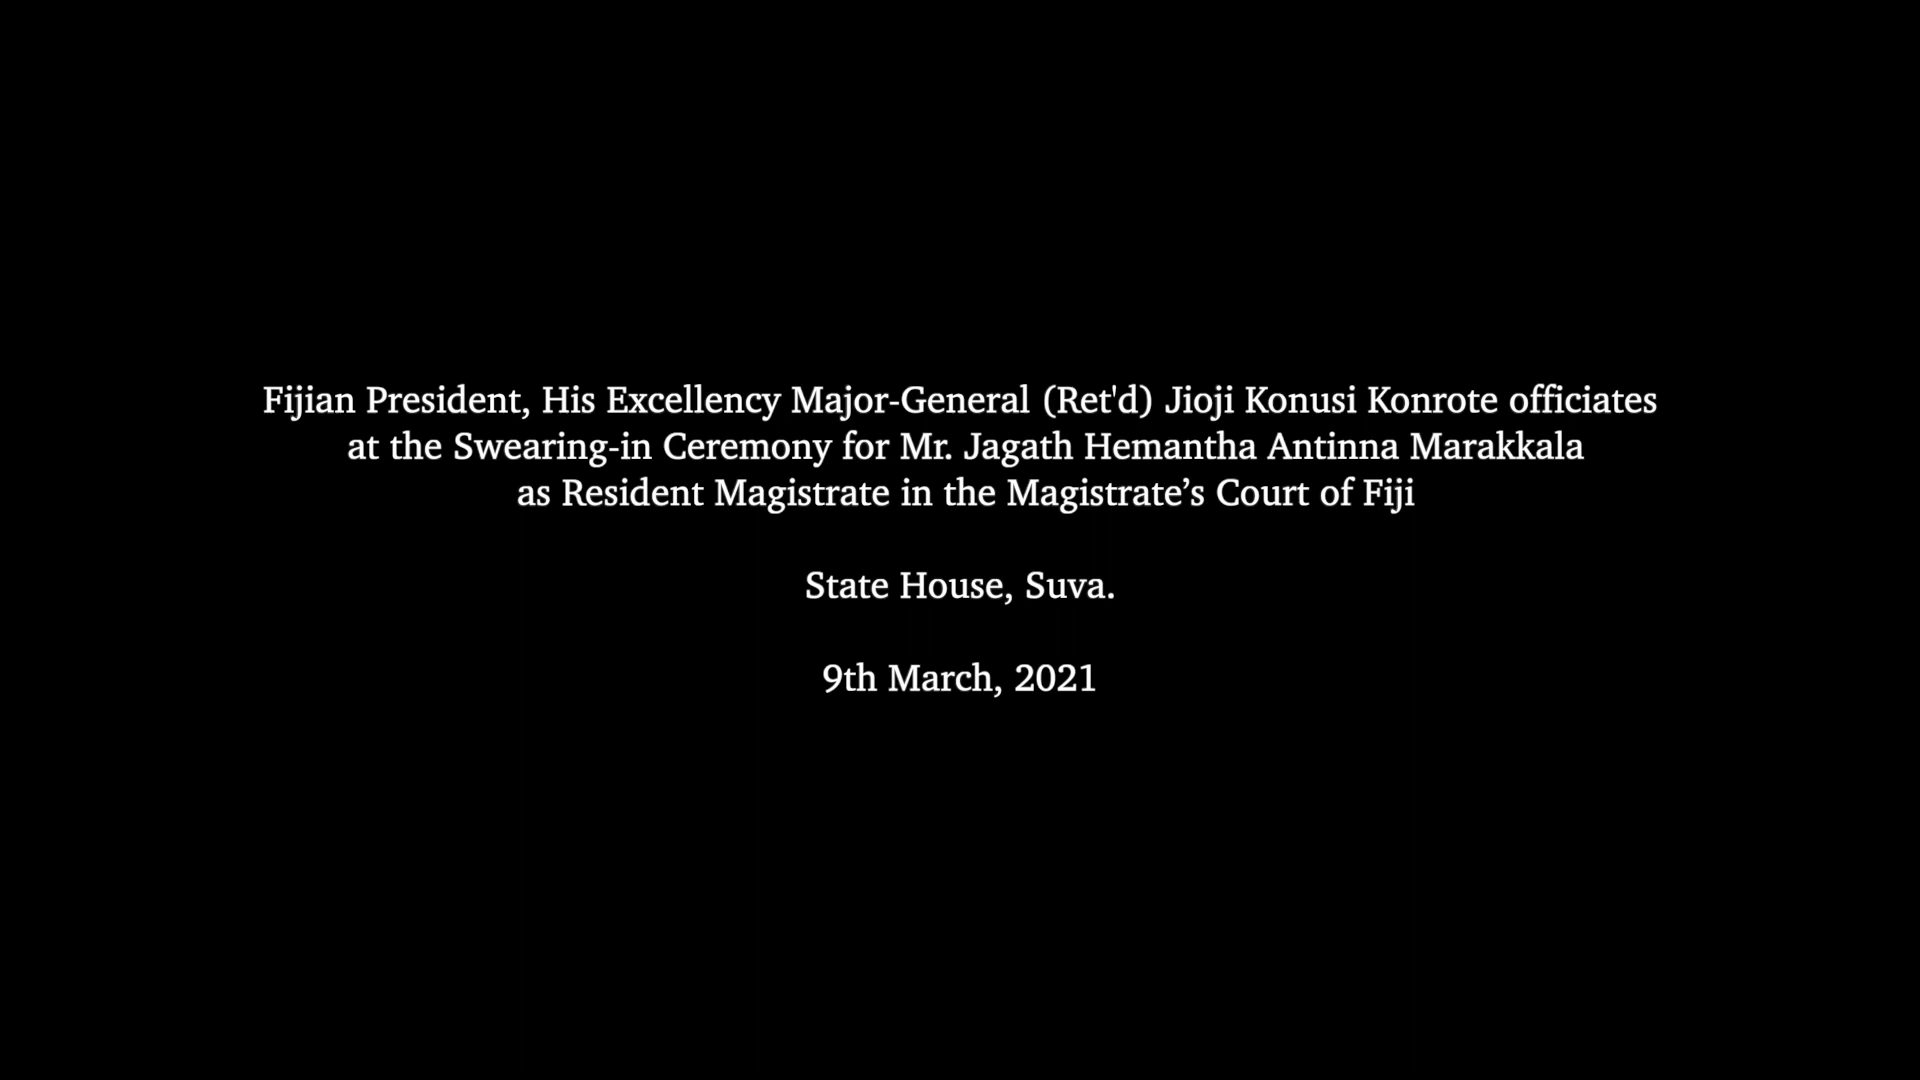 Fijian President, His Excellency Major-General (Ret'd) Jioji Konusi Konrote officiates
at the Swearing-in Ceremony for Mr. Jagath Hemantha Antinna Marakkala
as Resident Magistrate in the Magistrate’s Court of Fiji
State House, Suva.
9th March, 2021